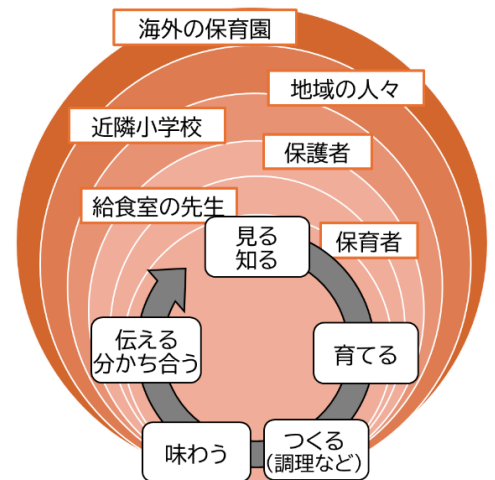 海外の保育園
地域の人々
近隣小学校
保護者
給食室の先生
保育者
見る
知る
育てる
つくる
(調理など)
味わう
伝える
分かち合う